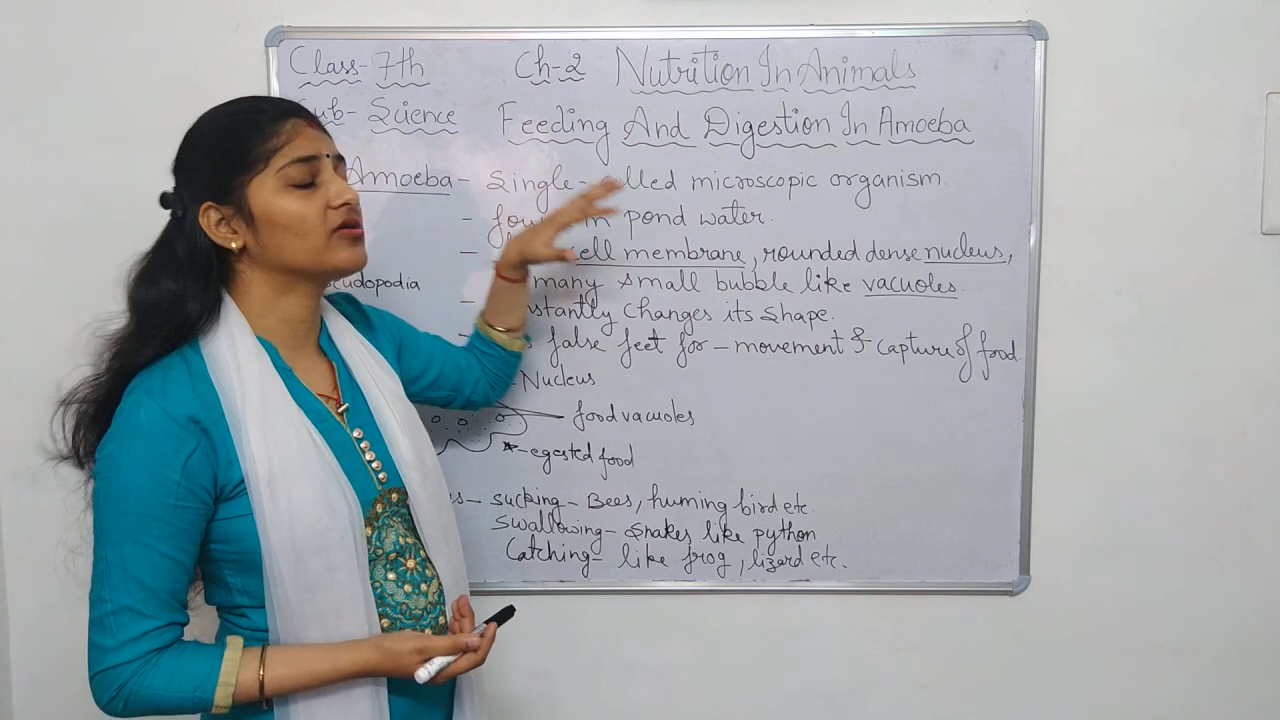 Class-7th Ch-2 Nutrition In Animals
Sub- Science Feeding And Digestion In Amoeba
Amoeba- Single-celled microscopic organism.
- found in pond water.
- cell membrane, rounded dense nucleus,
many small bubble like vacuoles.
- constantly changes its shape.
- false feet for - movement & capture of food.
- Nucleus
food vacuoles
- egested food
- sucking - Bees, huming bird etc.
Swallowing - snakes like python
Catching - like frog, lizard etc.